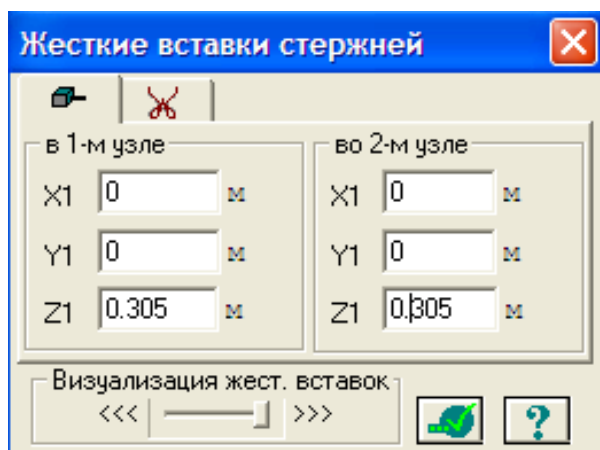 Жесткие вставки стержней
в 1-м узле во 2-м узле
X1 0 м X1 0 м
Y1 0 м Y1 0 м
Z1 0.305 м Z1 0.305 м
Визуализация жест. вставок
<<< >>> ?